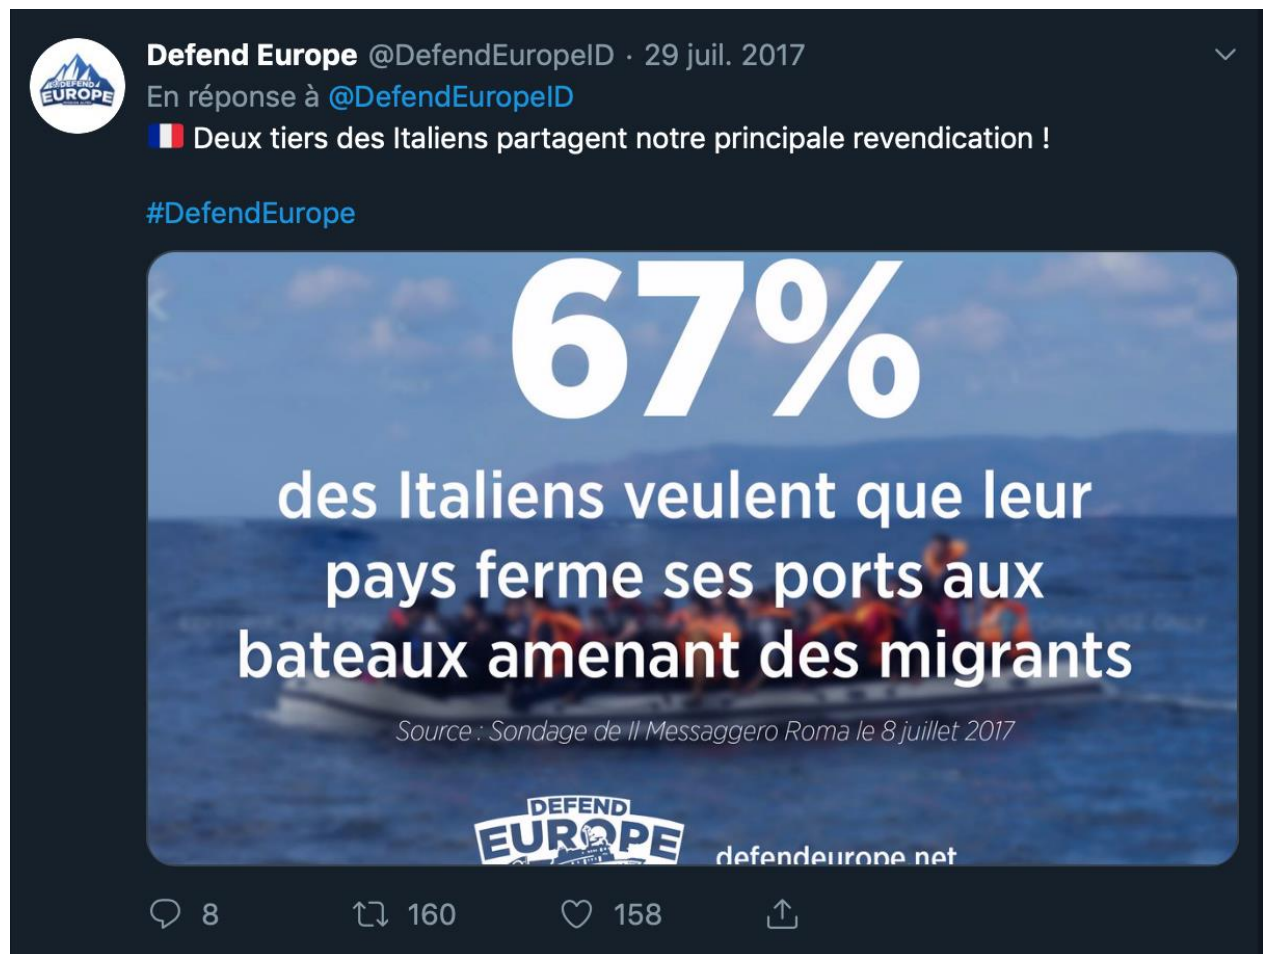 Defend Europe @DefendEuropeID · 29 juil. 2017
En réponse à @DefendEuropeID
🇫🇷 Deux tiers des Italiens partagent notre principale revendication !
#DefendEurope
67%
des Italiens veulent que leur
pays ferme ses ports aux
bateaux amenant des migrants
Source : Sondage de Il Messaggero Roma le 8 juillet 2017
DEFEND
EUROPE
defendeurope.net
8 160 158